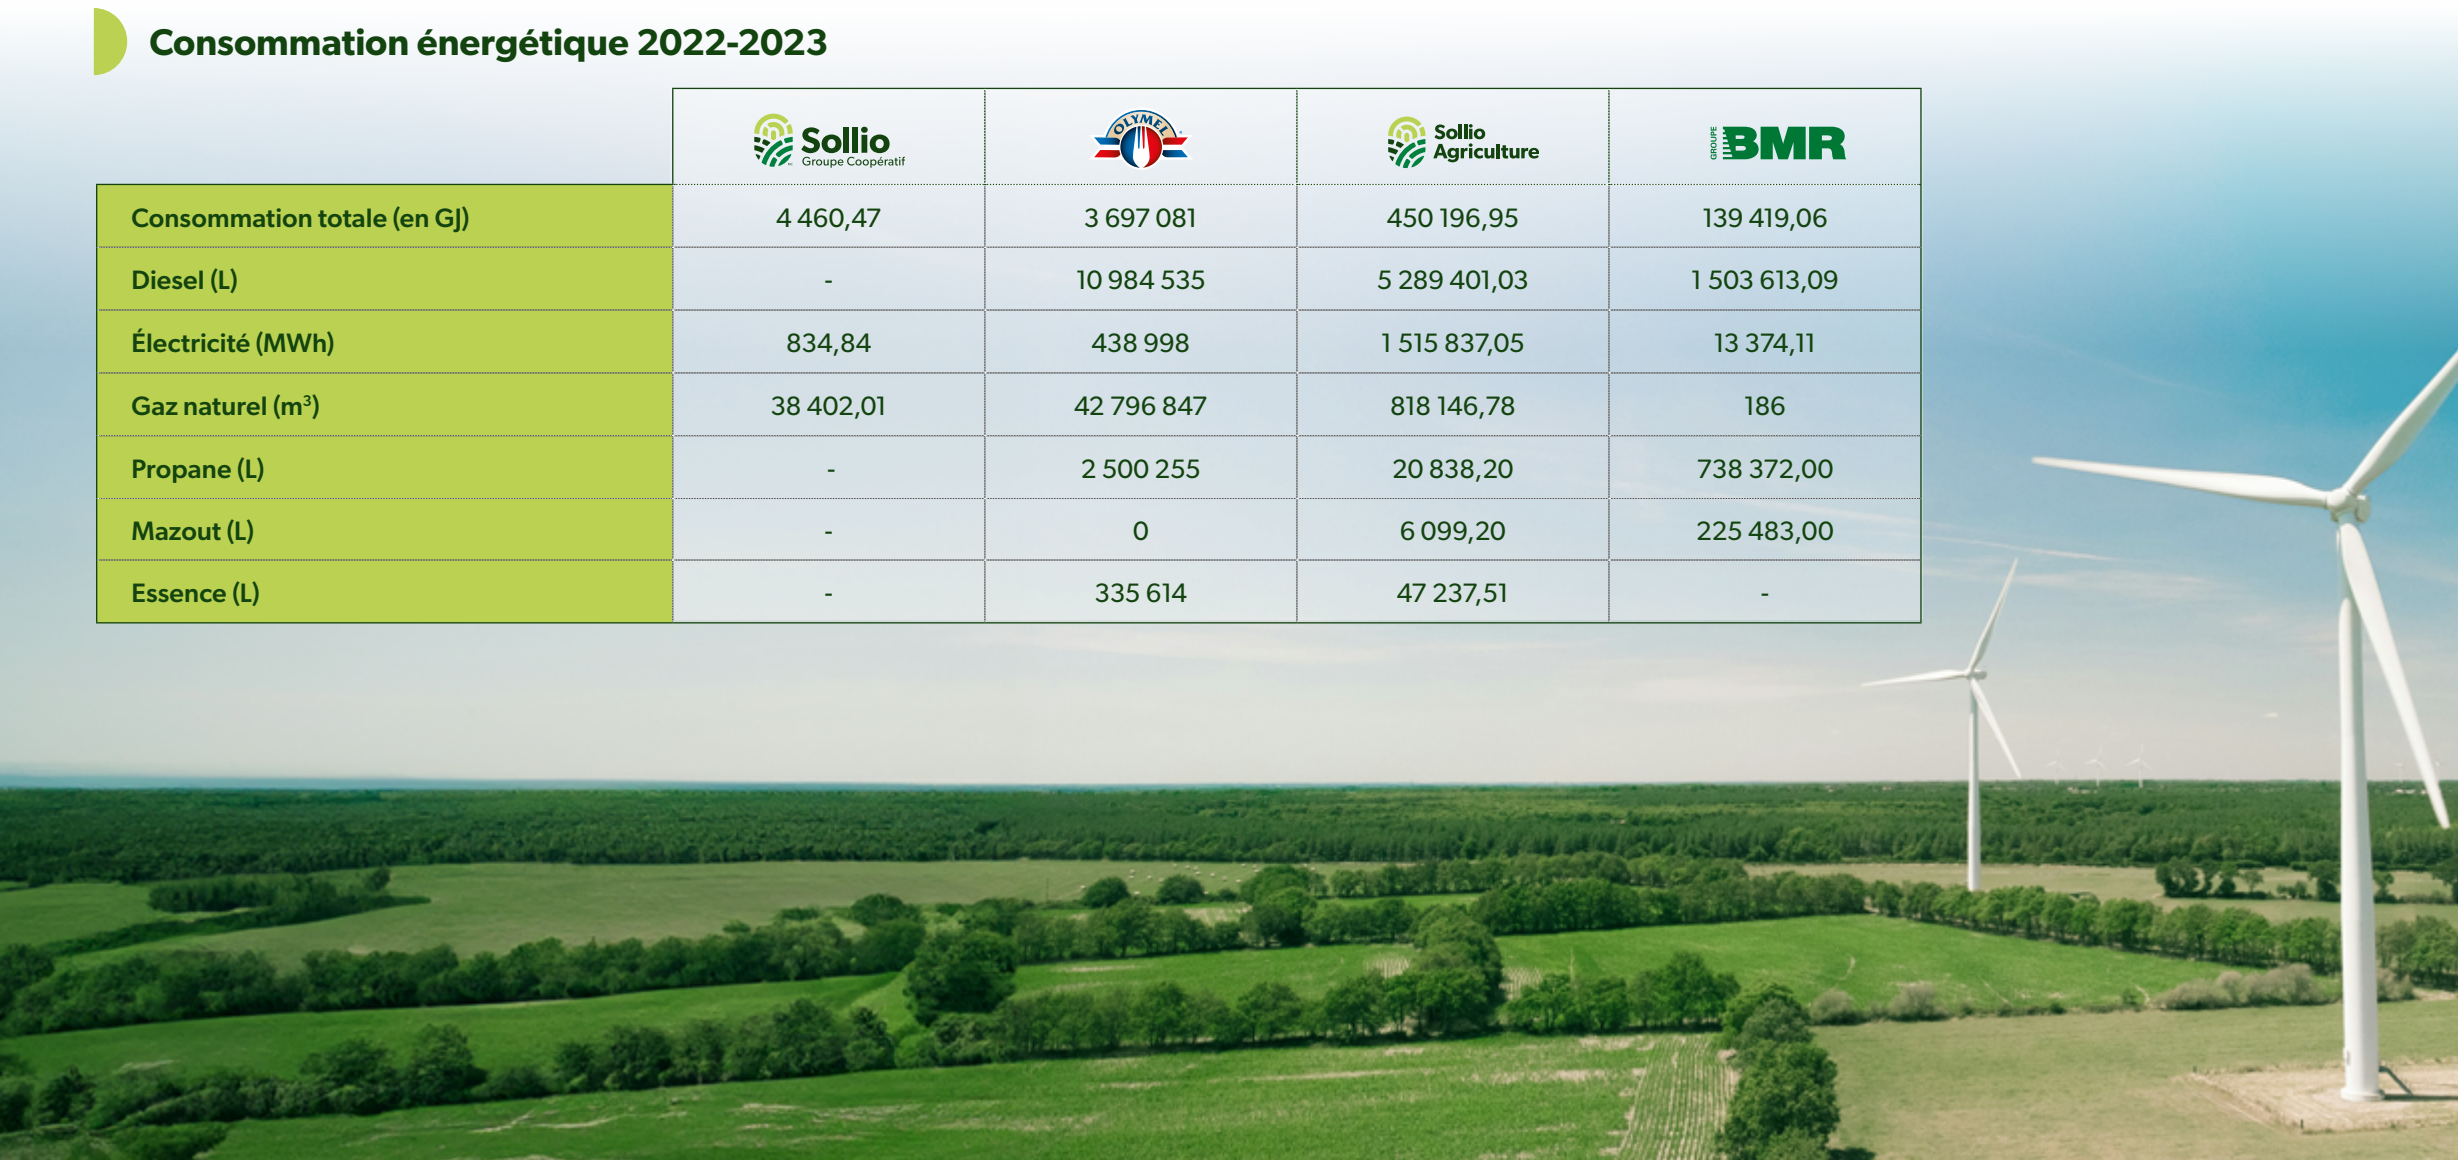 Consommation énergétique 2022-2023
Sollio Groupe Coopératif OLYMEL Sollio Agriculture GROUPE BMR
Consommation totale (en GJ) 4 460,47 3 697 081 450 196,95 139 419,06
Diesel (L) - 10 984 535 5 289 401,03 1 503 613,09
Électricité (MWh) 834,84 438 998 1 515 837,05 13 374,11
Gaz naturel (m³) 38 402,01 42 796 847 818 146,78 186
Propane (L) - 2 500 255 20 838,20 738 372,00
Mazout (L) - 0 6 099,20 225 483,00
Essence (L) - 335 614 47 237,51 -